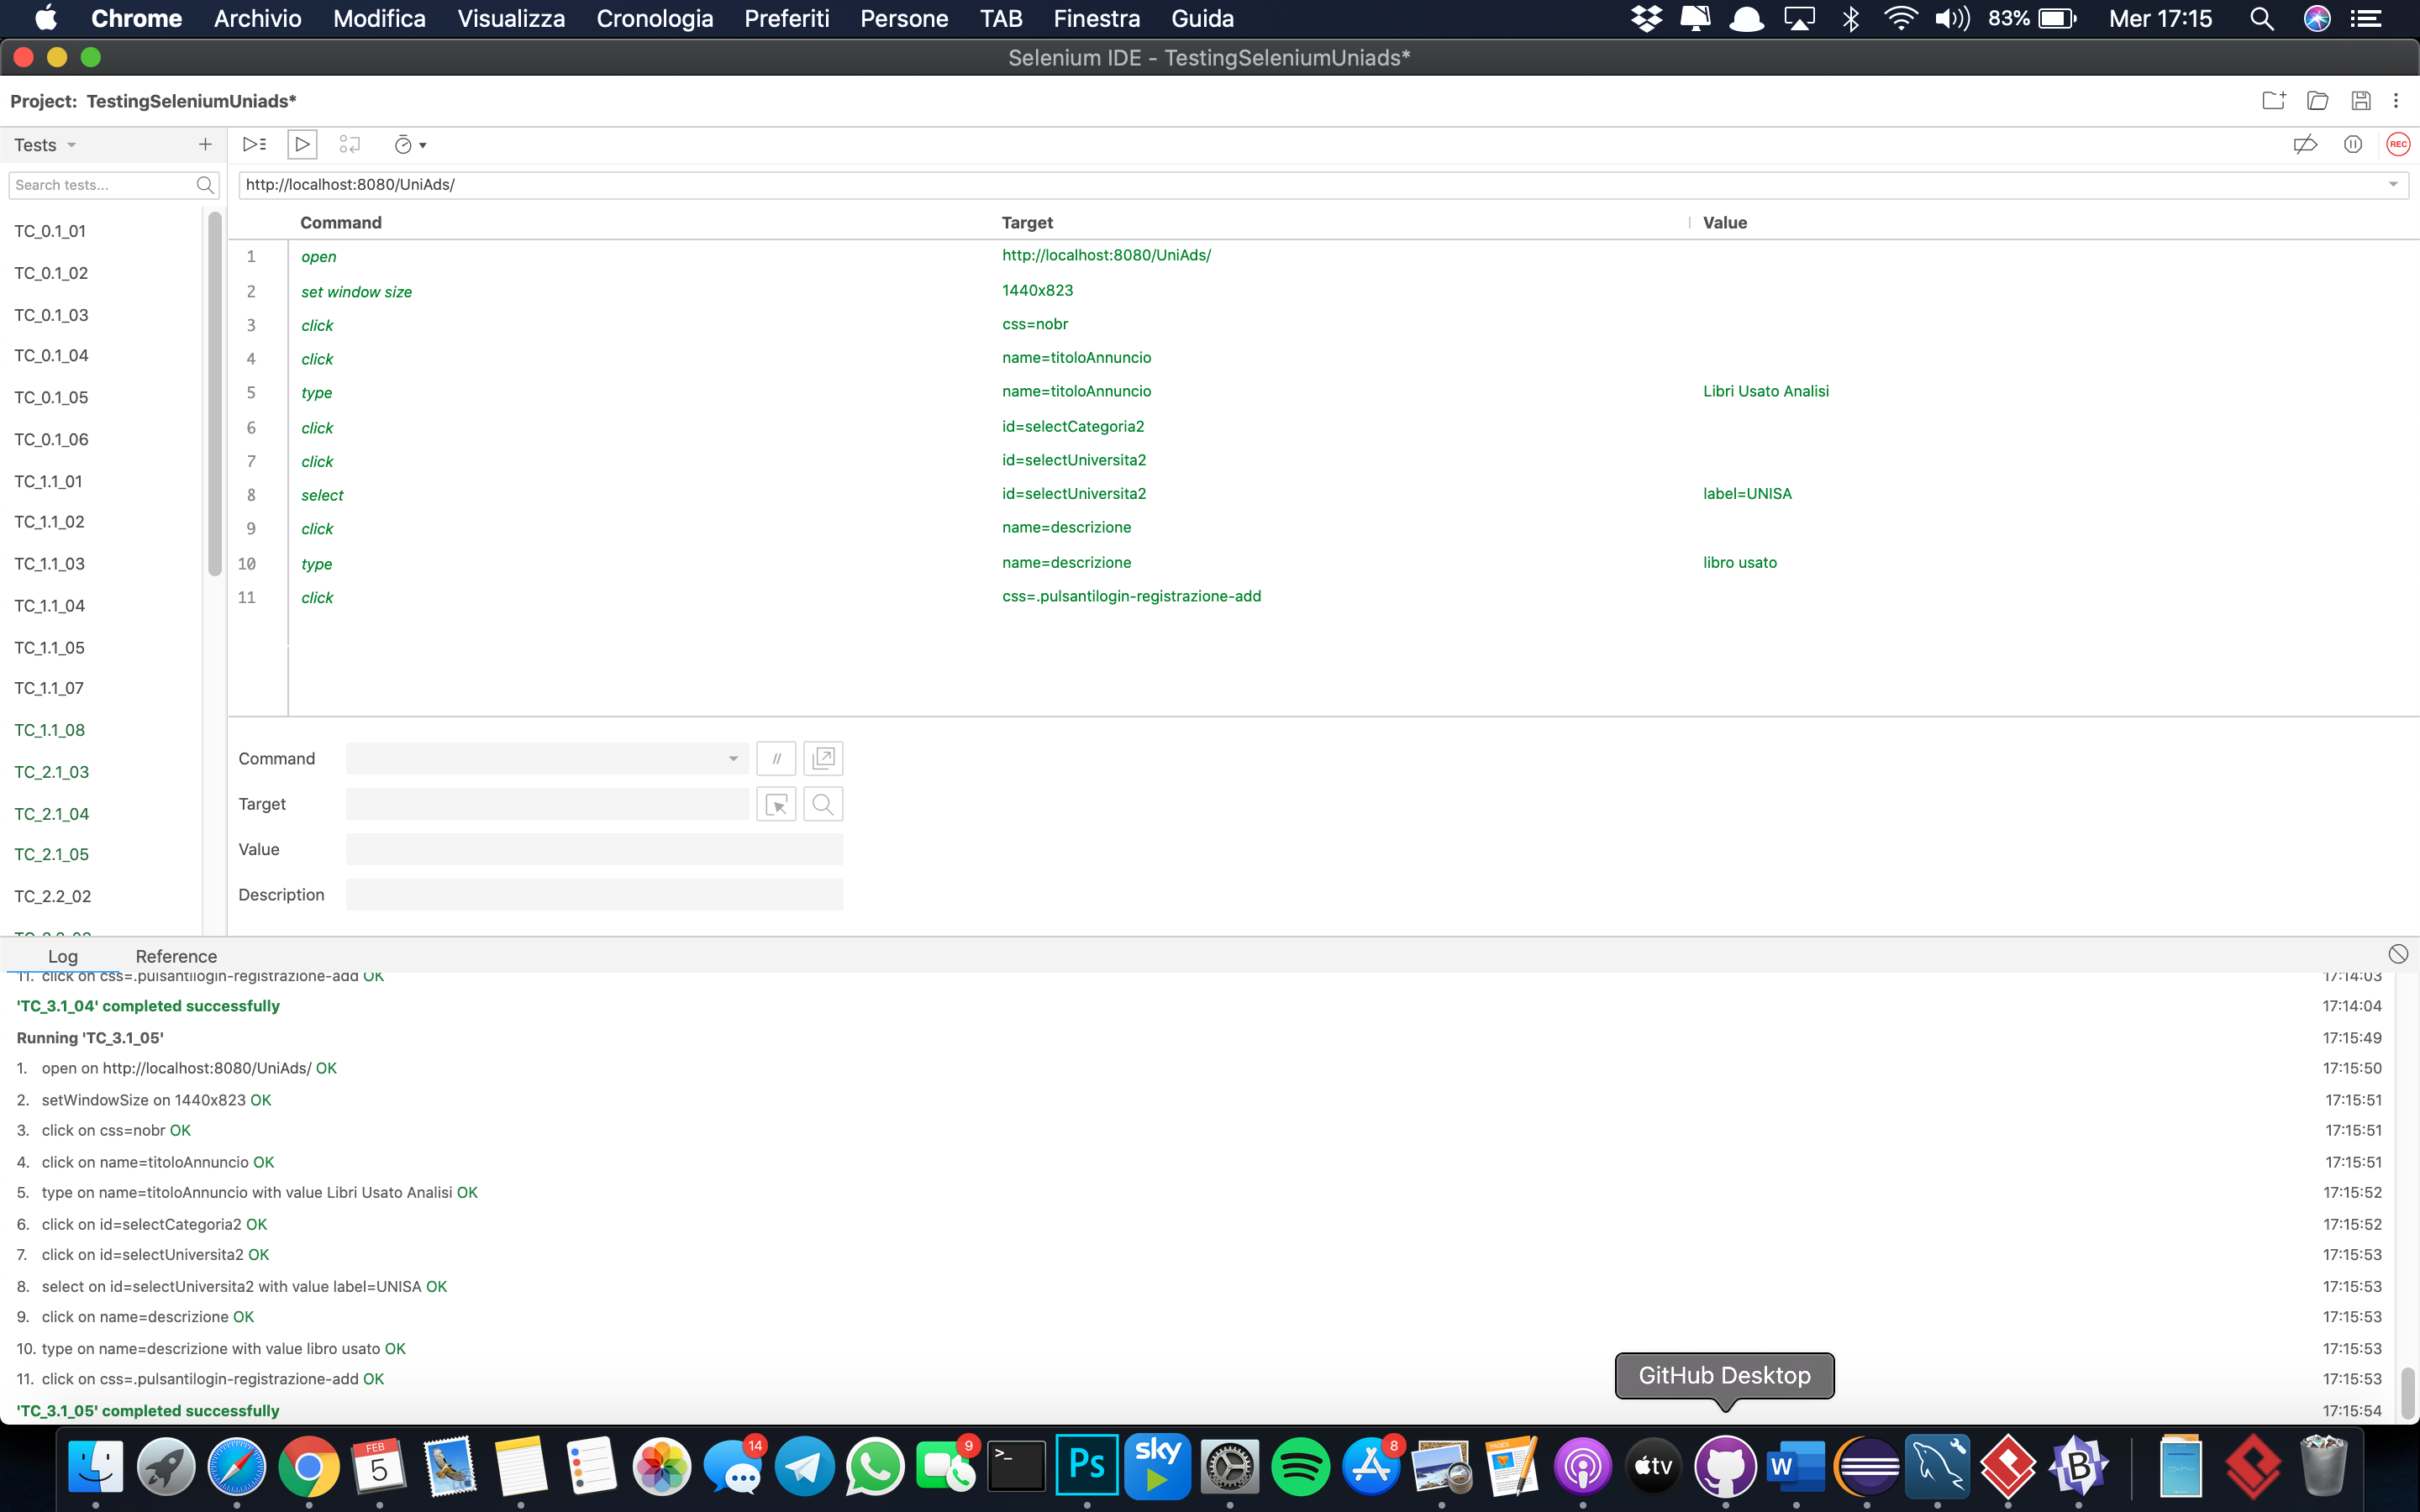 Chrome Archivio Modifica Visualizza Cronologia Preferiti Persone TAB Finestra Guida 83% Mer 17:15
Selenium IDE - TestingSeleniumUniads*
Project: TestingSeleniumUniads*
Tests
REC
Search tests...
http://localhost:8080/UniAds/
TC_0.1_01
TC_0.1_02
TC_0.1_03
TC_0.1_04
TC_0.1_05
TC_0.1_06
TC_1.1_01
TC_1.1_02
TC_1.1_03
TC_1.1_04
TC_1.1_05
TC_1.1_07
TC_1.1_08
TC_2.1_03
TC_2.1_04
TC_2.1_05
TC_2.2_02
Command Target Value
1 open http://localhost:8080/UniAds/
2 set window size 1440x823
3 click css=nobr
4 click name=titoloAnnuncio
5 type name=titoloAnnuncio Libri Usato Analisi
6 click id=selectCategoria2
7 click id=selectUniversita2
8 select id=selectUniversita2 label=UNISA
9 click name=descrizione
10 type name=descrizione libro usato
11 click css=.pulsantilogin-registrazione-add
Command //
Target
Value
Description
Log Reference
11. click on css=.pulsantilogin-registrazione-add OK 17:14:03
'TC_3.1_04' completed successfully 17:14:04
Running 'TC_3.1_05' 17:15:49
1. open on http://localhost:8080/UniAds/ OK 17:15:50
2. setWindowSize on 1440x823 OK 17:15:51
3. click on css=nobr OK 17:15:51
4. click on name=titoloAnnuncio OK 17:15:51
5. type on name=titoloAnnuncio with value Libri Usato Analisi OK 17:15:52
6. click on id=selectCategoria2 OK 17:15:52
7. click on id=selectUniversita2 OK 17:15:53
8. select on id=selectUniversita2 with value label=UNISA OK 17:15:53
9. click on name=descrizione OK 17:15:53
10. type on name=descrizione with value libro usato OK 17:15:53
11. click on css=.pulsantilogin-registrazione-add OK 17:15:53
'TC_3.1_05' completed successfully 17:15:54
GitHub Desktop
FEB
5
14
9
>_
Ps
sky
8
PAGES
tv
W
B